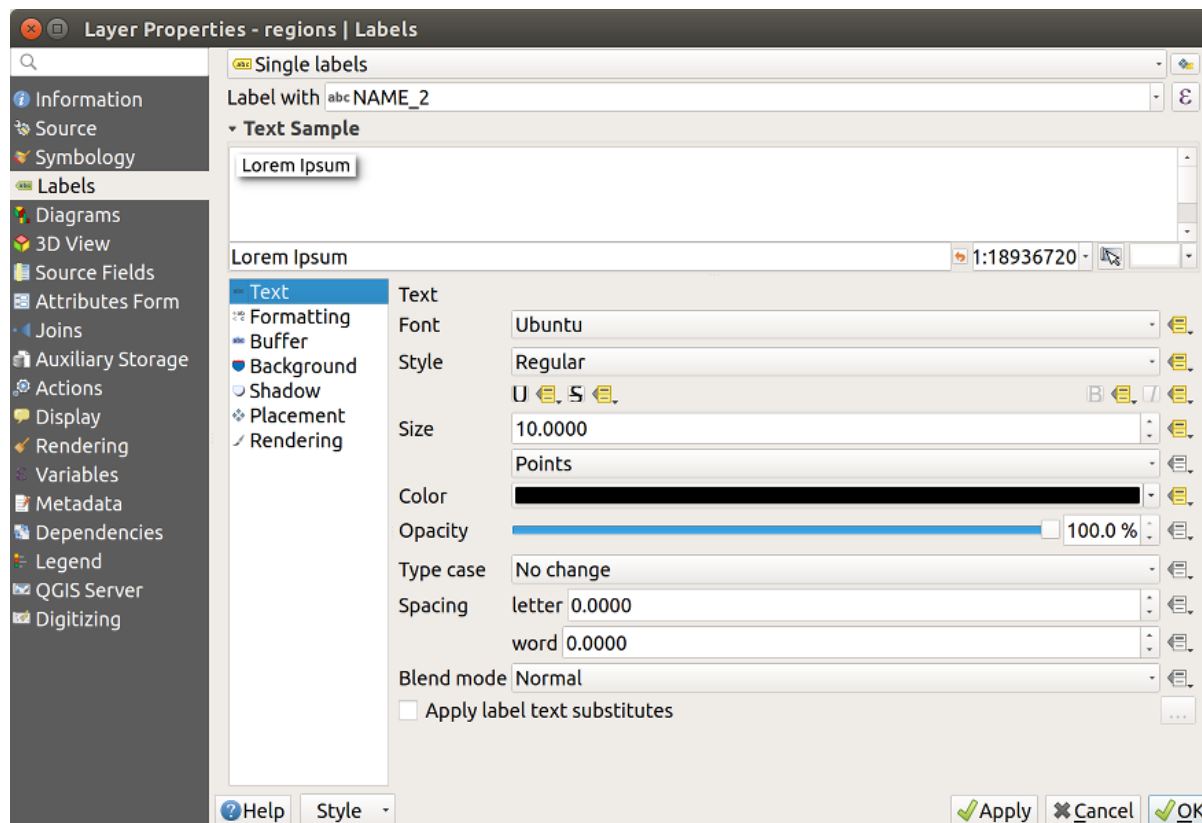 Layer Properties - regions | Labels
Information
Source
Symbology
Labels
Diagrams
3D View
Source Fields
Attributes Form
Joins
Auxiliary Storage
Actions
Display
Rendering
Variables
Metadata
Dependencies
Legend
QGIS Server
Digitizing
abc Single labels
Label with abc NAME_2 ε
Text Sample
Lorem Ipsum
Lorem Ipsum 1:18936720
Text
Formatting
Buffer
Background
Shadow
Placement
Rendering
Text
Font Ubuntu
Style Regular
U S B I
Size 10.0000
Points
Color
Opacity 100.0 %
Type case No change
Spacing letter 0.0000
word 0.0000
Blend mode Normal
Apply label text substitutes ...
Help Style Apply Cancel OK